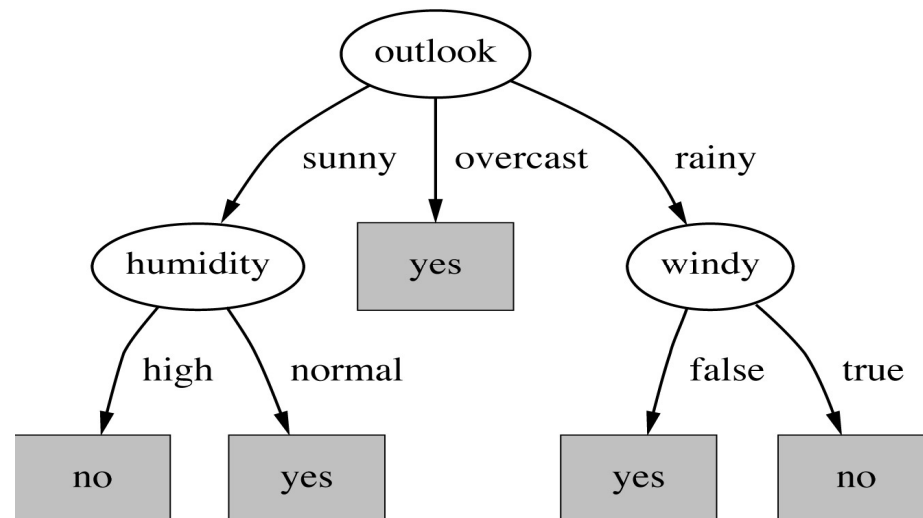 outlook
sunny overcast rainy
humidity yes windy
high normal false true
no yes yes no